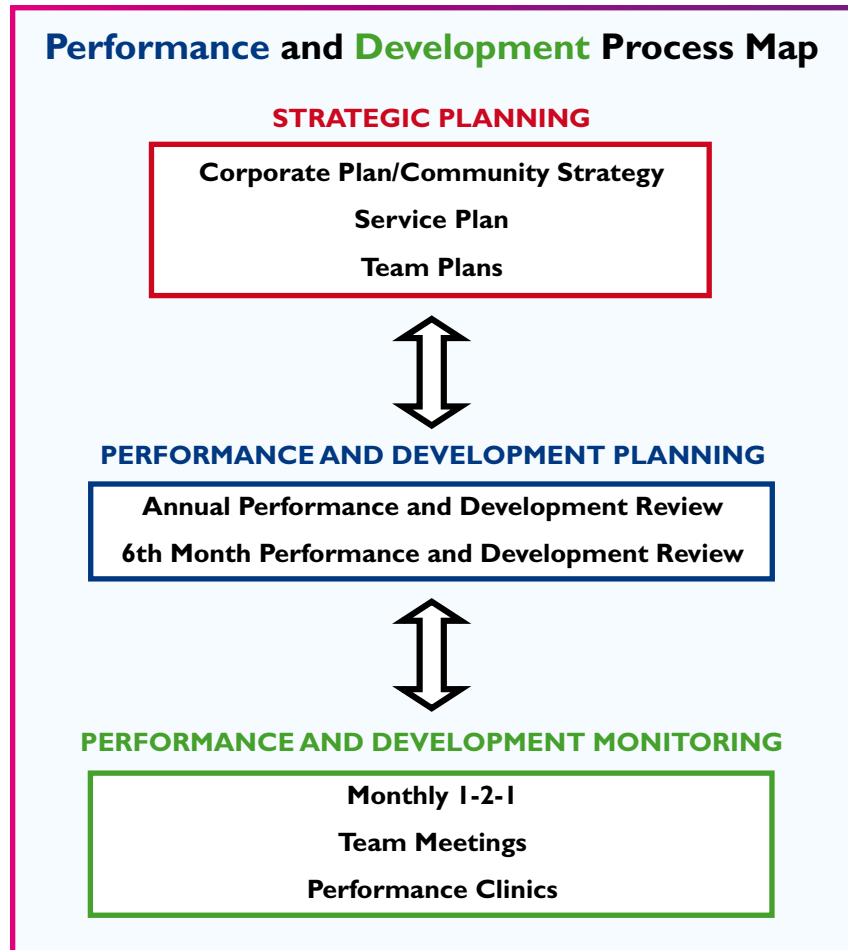 Performance and Development Process Map
STRATEGIC PLANNING
Corporate Plan/Community Strategy
Service Plan
Team Plans
PERFORMANCE AND DEVELOPMENT PLANNING
Annual Performance and Development Review
6th Month Performance and Development Review
PERFORMANCE AND DEVELOPMENT MONITORING
Monthly 1-2-1
Team Meetings
Performance Clinics